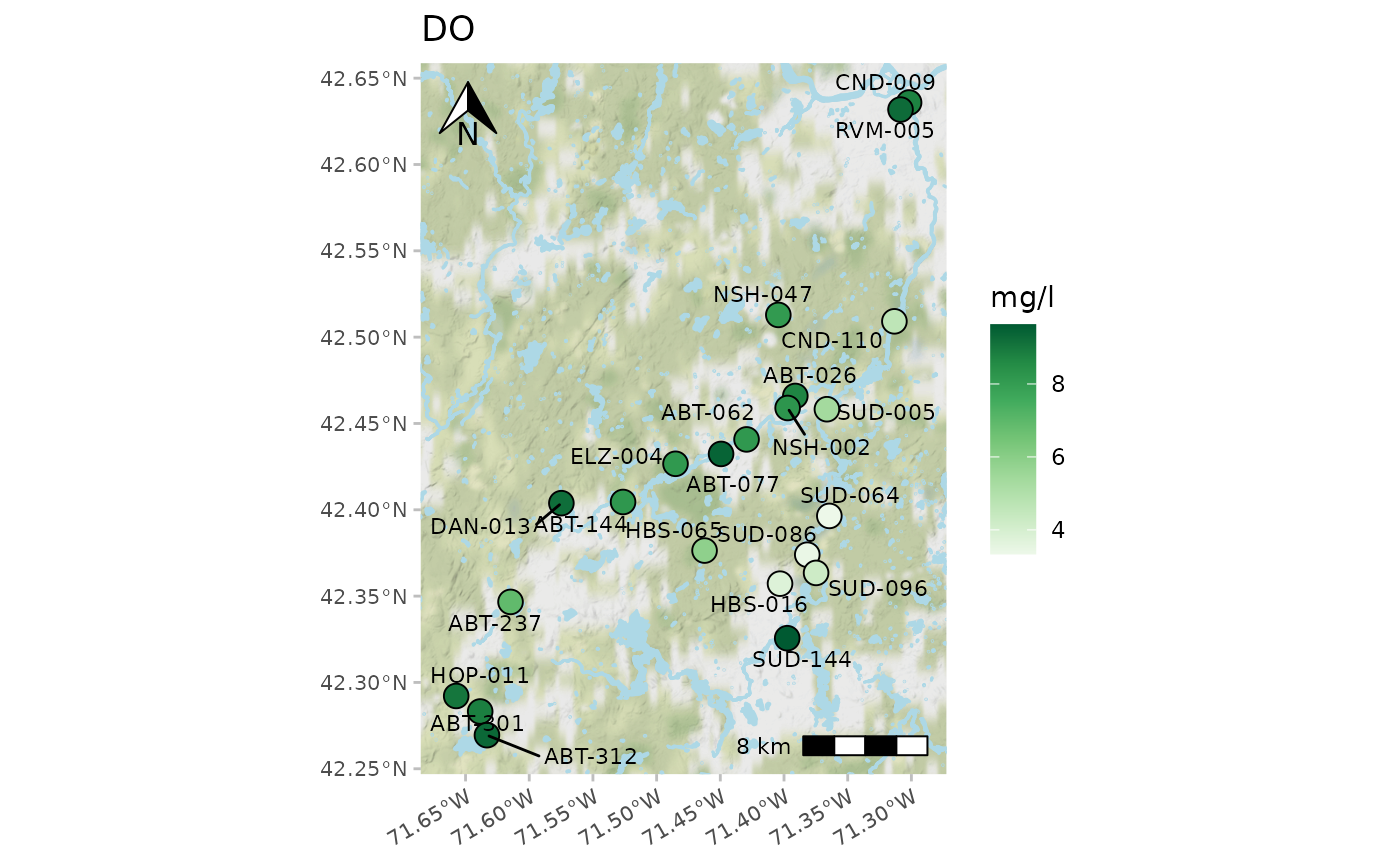 DO
42.65°N
42.60°N
42.55°N
42.50°N
42.45°N
42.40°N
42.35°N
42.30°N
42.25°N
N
CND-009
RVM-005
NSH-047
CND-110
ABT-026
ABT-062
SUD-005
NSH-002
ELZ-004
ABT-077
SUD-064
DAN-013
ABT-144
HBS-065
SUD-086
SUD-096
HBS-016
ABT-237
SUD-144
HOP-011
ABT-301
ABT-312
8 km
71.65°W
71.60°W
71.55°W
71.50°W
71.45°W
71.40°W
71.35°W
71.30°W
mg/l
8
6
4